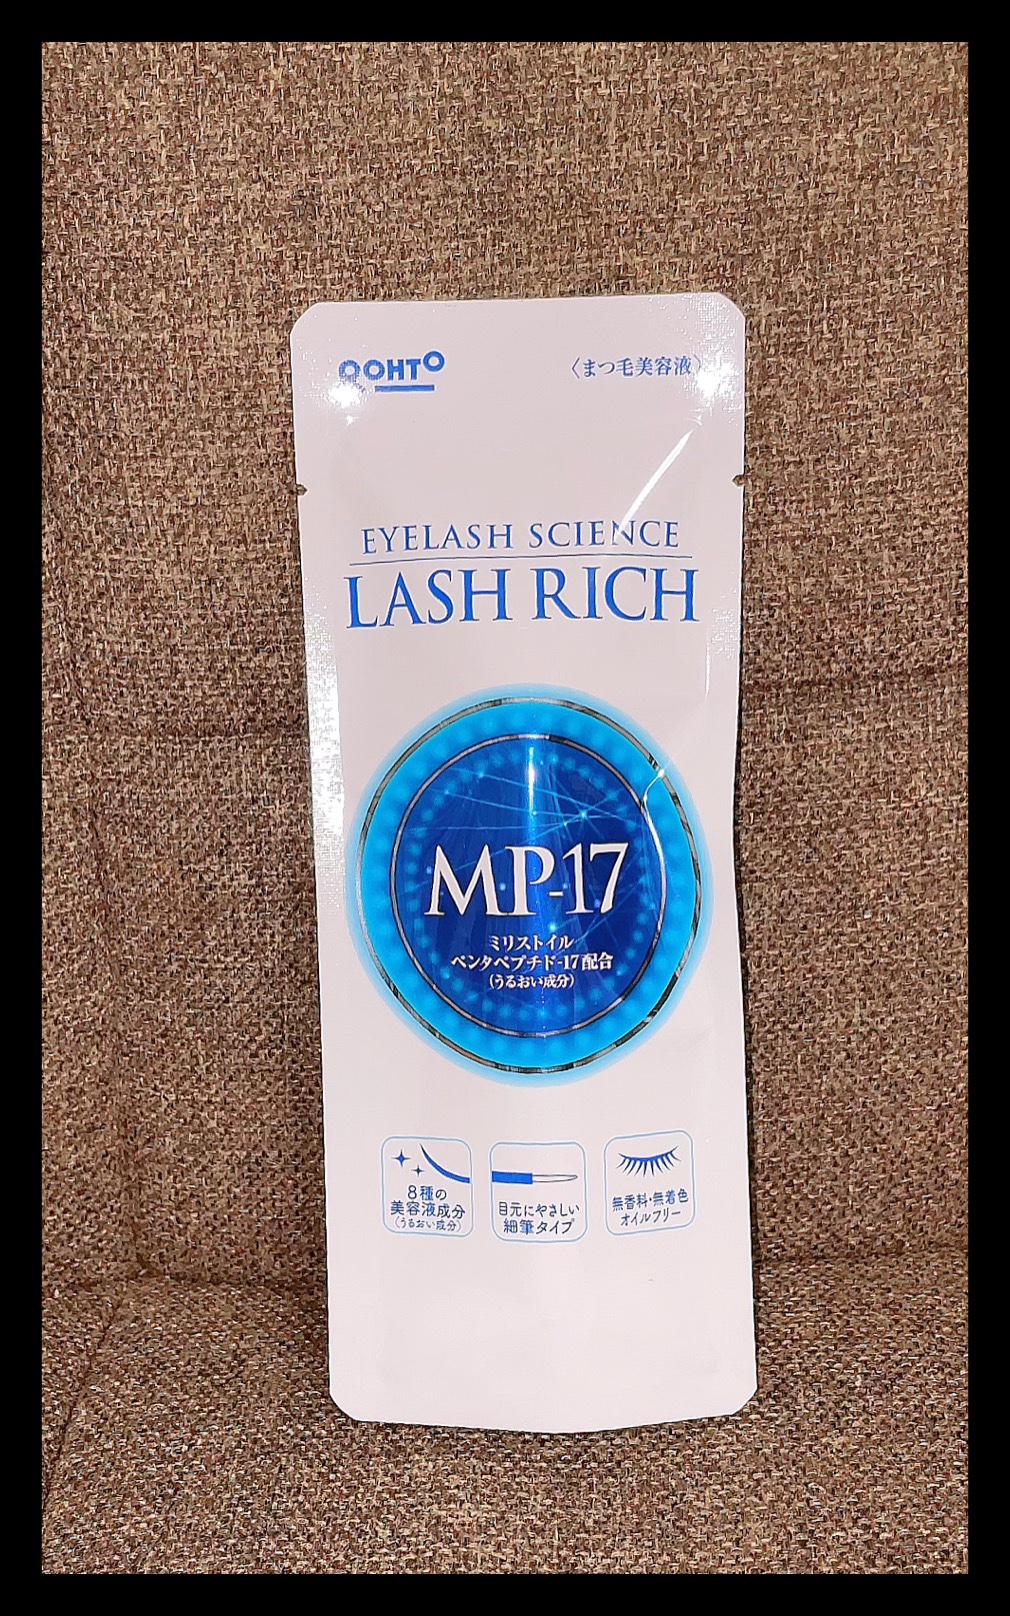 OOHTO
〈まつ毛美容液〉
EYELASH SCIENCE
LASH RICH
MP-17
ミリストイル
ペンタペプチド-17配合
(うるおい成分)
8種の
美容液成分
(うるおい成分)
目元にやさしい
細筆タイプ
無香料・無着色
オイルフリー